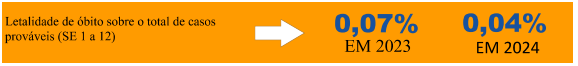 Letalidade de óbito sobre o total de casos
prováveis (SE 1 a 12)
0,07%
EM 2023
0,04%
EM 2024